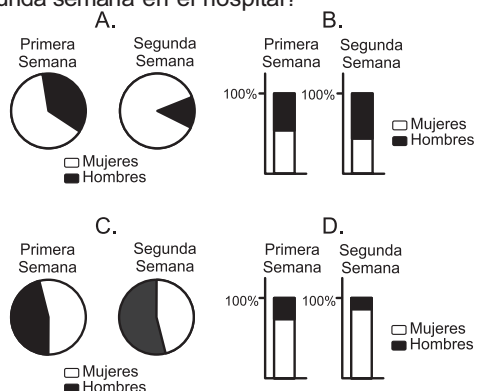 unda semana en el hospital?
A.
Primera
Semana
Segunda
Semana
Mujeres
Hombres
B.
Primera
Semana
Segunda
Semana
100%
100%
Mujeres
Hombres
C.
Primera
Semana
Segunda
Semana
Mujeres
Hombres
D.
Primera
Semana
Segunda
Semana
100%
100%
Mujeres
Hombres